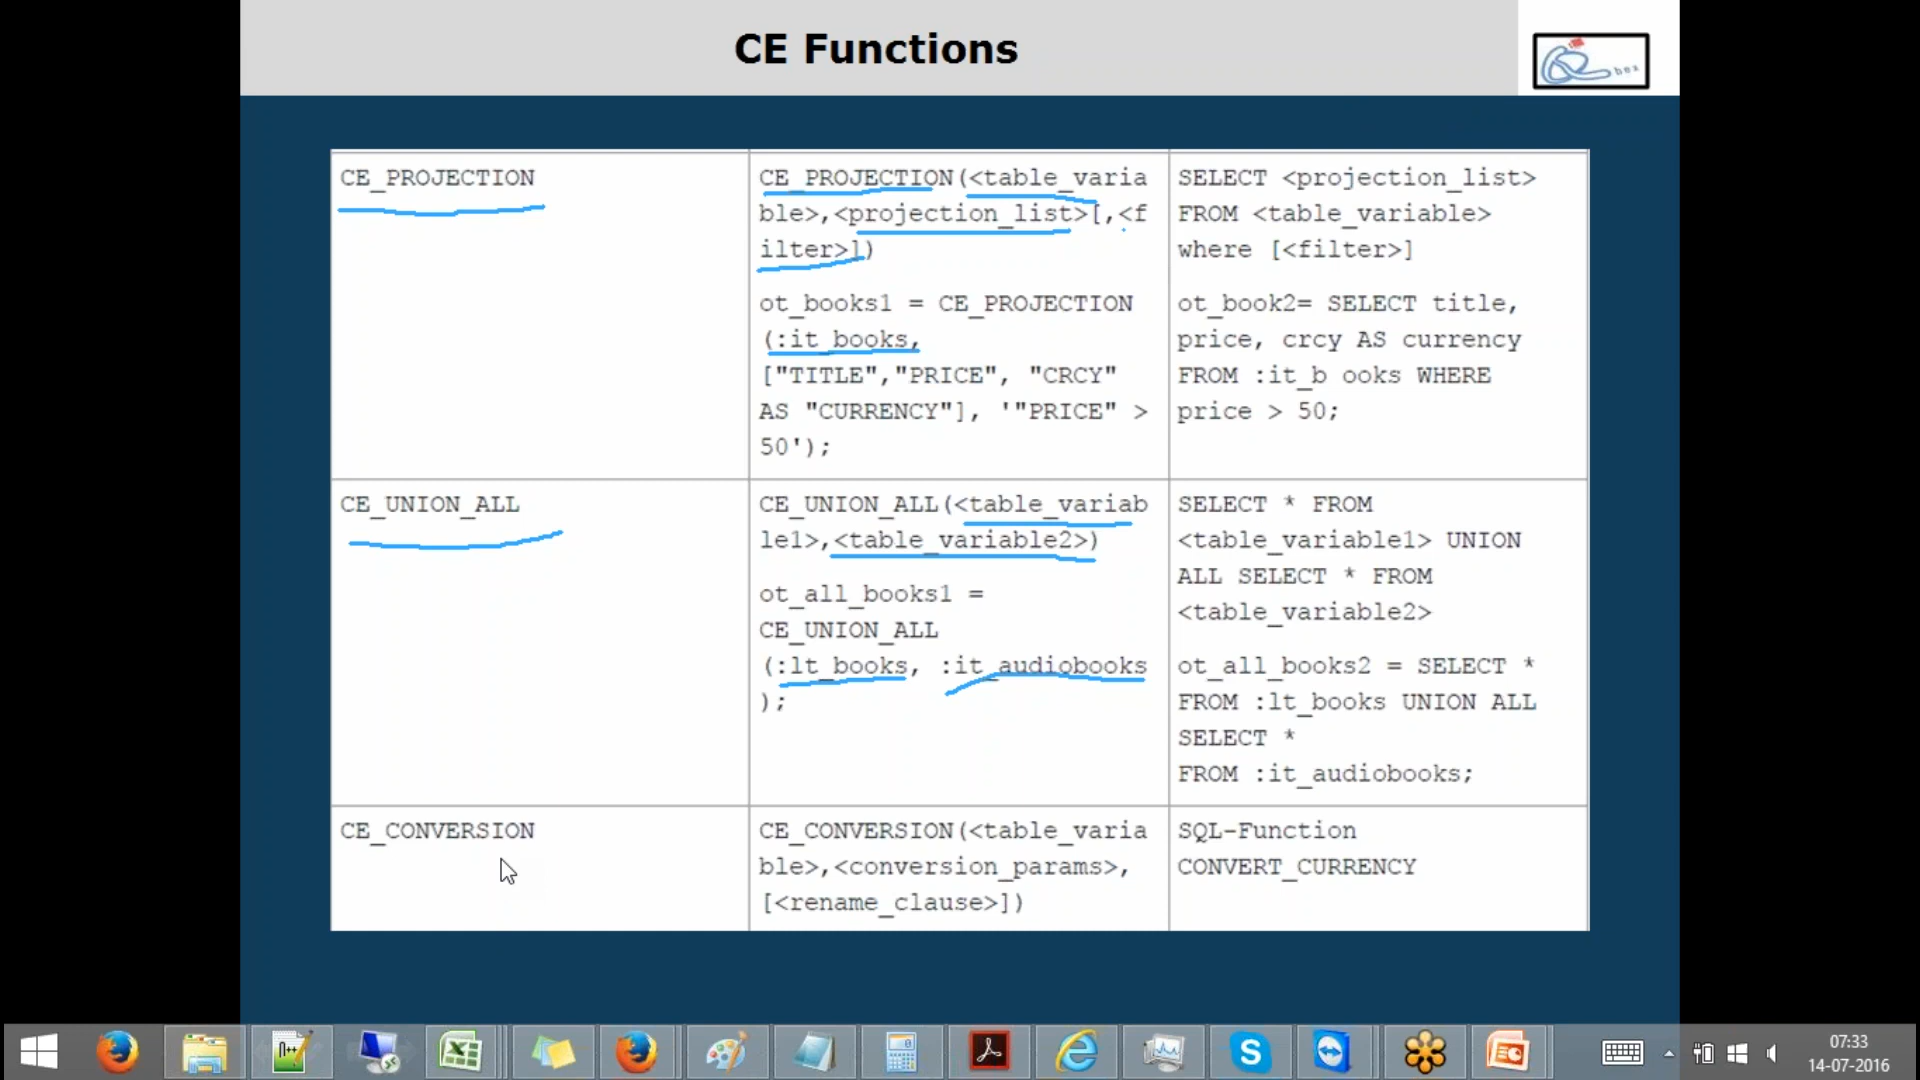 CE Functions
box
CE_PROJECTION
CE_PROJECTION(<table_varia
ble>,<projection_list>[,<f
ilter>])
ot_books1 = CE_PROJECTION
(:it_books,
["TITLE","PRICE", "CRCY"
AS "CURRENCY"], '"PRICE" >
50');
SELECT <projection_list>
FROM <table_variable>
where [<filter>]
ot_book2= SELECT title,
price, crcy AS currency
FROM :it_b ooks WHERE
price > 50;
CE_UNION_ALL
CE_UNION_ALL(<table_variab
le1>,<table_variable2>)
ot_all_books1 =
CE_UNION_ALL
(:lt_books, :it_audiobooks
);
SELECT * FROM
<table_variable1> UNION
ALL SELECT * FROM
<table_variable2>
ot_all_books2 = SELECT *
FROM :lt_books UNION ALL
SELECT *
FROM :it_audiobooks;
CE_CONVERSION
CE_CONVERSION(<table_varia
ble>,<conversion_params>,
[<rename_clause>])
SQL-Function
CONVERT_CURRENCY
07:33
14-07-2016